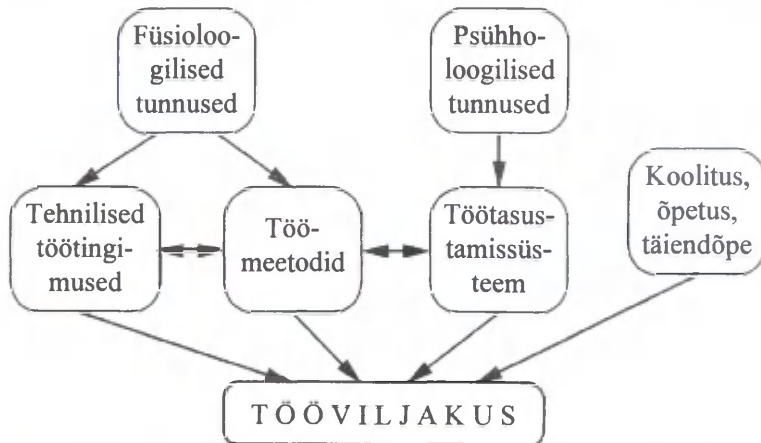 Füsioloo-
gilised
tunnused
Psühho-
loogilised
tunnused
Tehnilised
töötingi-
mused
Töö-
meetodid
Töötasus-
tamissüs-
teem
Koolitus,
õpetus,
täiendõpe
TÖÖVILJAKUS